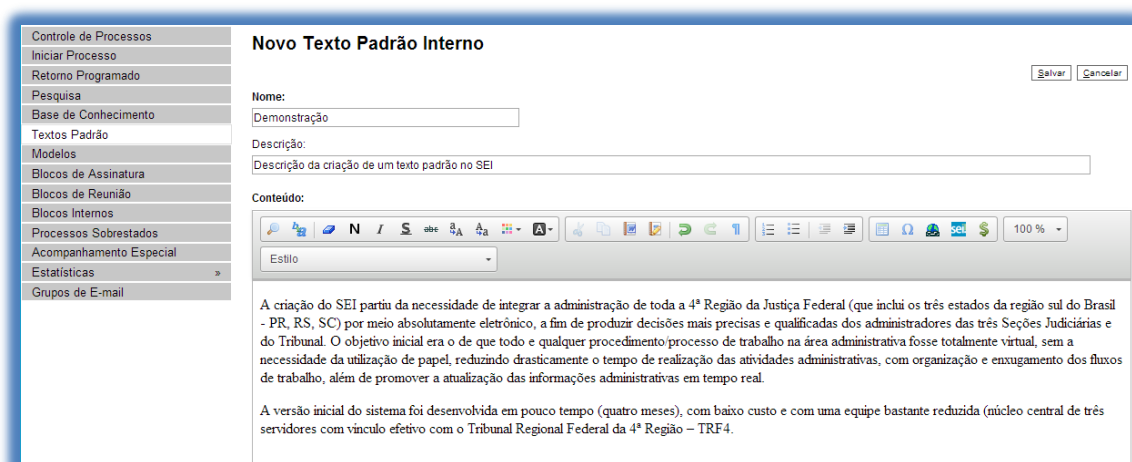 Controle de Processos
Iniciar Processo
Retorno Programado
Pesquisa
Base de Conhecimento
Textos Padrão
Modelos
Blocos de Assinatura
Blocos de Reunião
Blocos Internos
Processos Sobrestados
Acompanhamento Especial
Estatísticas »
Grupos de E-mail
Novo Texto Padrão Interno
Salvar Cancelar
Nome:
Demonstração
Descrição:
Descrição da criação de um texto padrão no SEI
Conteúdo:
N I S abc A a A sei $ 100 %
Estilo
A criação do SEI partiu da necessidade de integrar a administração de toda a 4ª Região da Justiça Federal (que inclui os três estados da região sul do Brasil
- PR, RS, SC) por meio absolutamente eletrônico, a fim de produzir decisões mais precisas e qualificadas dos administradores das três Seções Judiciárias e
do Tribunal. O objetivo inicial era o de que todo e qualquer procedimento/processo de trabalho na área administrativa fosse totalmente virtual, sem a
necessidade da utilização de papel, reduzindo drasticamente o tempo de realização das atividades administrativas, com organização e enxugamento dos fluxos
de trabalho, além de promover a atualização das informações administrativas em tempo real.
A versão inicial do sistema foi desenvolvida em pouco tempo (quatro meses), com baixo custo e com uma equipe bastante reduzida (núcleo central de três
servidores com vínculo efetivo com o Tribunal Regional Federal da 4ª Região – TRF4.